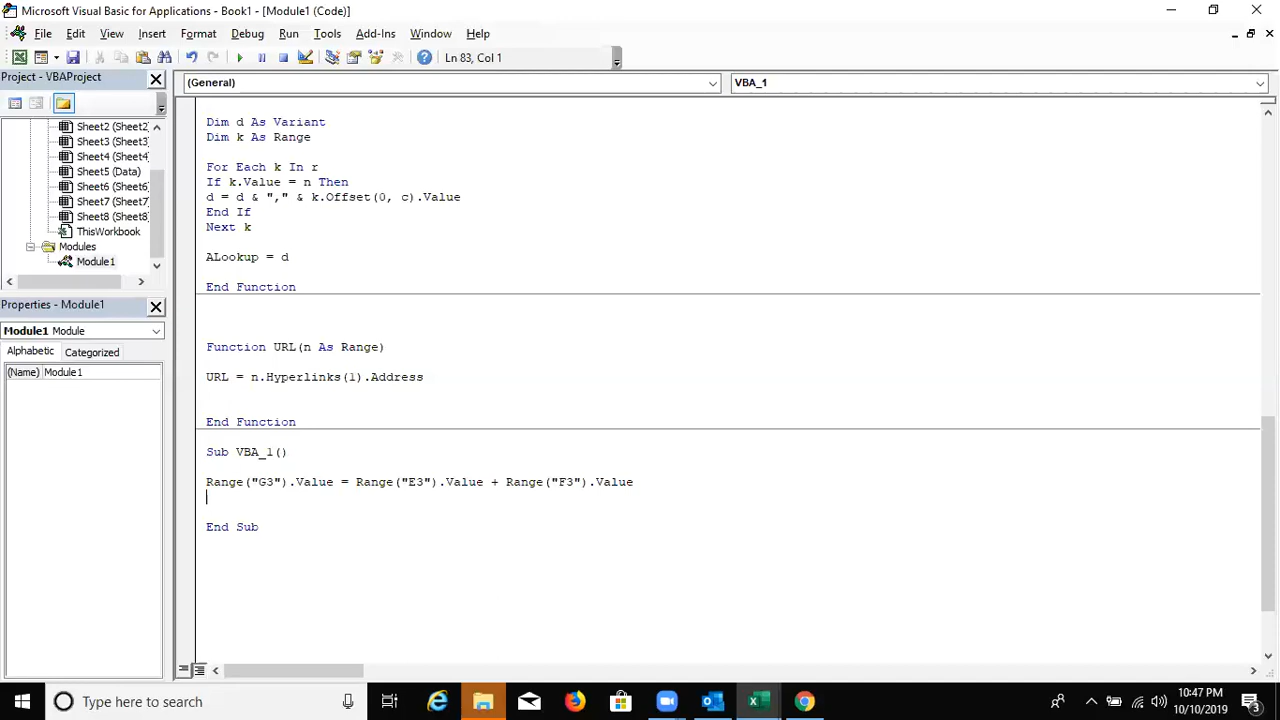 Microsoft Visual Basic for Applications - Book1 - [Module1 (Code)]
File Edit View Insert Format Debug Run Tools Add-Ins Window Help
Ln 83, Col 1
Project - VBAProject
(General)
VBA_1
Sheet2 (Sheet2)
Sheet3 (Sheet3)
Sheet4 (Sheet4)
Sheet5 (Data)
Sheet6 (Sheet6)
Sheet7 (Sheet7)
Sheet8 (Sheet8)
ThisWorkbook
Modules
Module1
Properties - Module1
Module1 Module
Alphabetic Categorized
(Name) Module1
Dim d As Variant
Dim k As Range
For Each k In r
If k.Value = n Then
d = d & "," & k.Offset(0, c).Value
End If
Next k
ALookup = d
End Function
Function URL(n As Range)
URL = n.Hyperlinks(1).Address
End Function
Sub VBA_1()
Range("G3").Value = Range("E3").Value + Range("F3").Value
End Sub
Type here to search
10:47 PM
10/10/2019
3